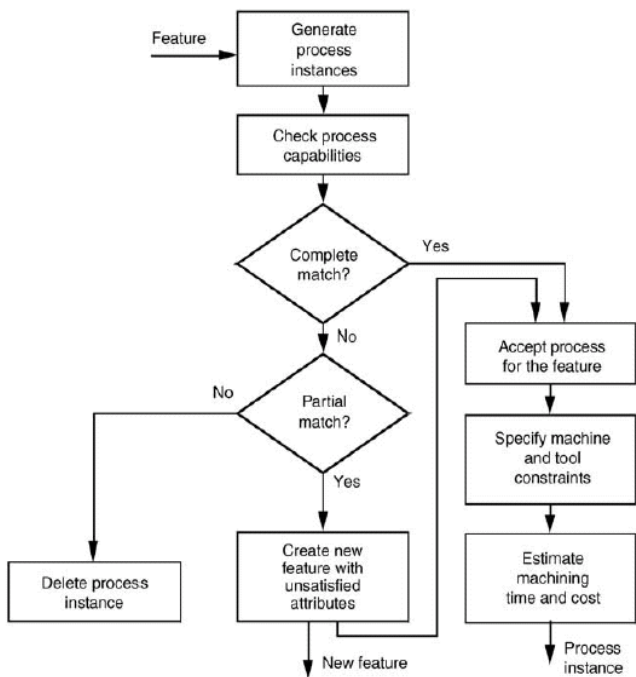 Feature
Generate
process
instances
Check process
capabilities
Complete
match?
Yes
No
Accept process
for the feature
No
Partial
match?
Yes
Specify machine
and tool
constraints
Delete process
instance
Create new
feature with
unsatisfied
attributes
Estimate
machining
time and cost
New feature
Process
instance